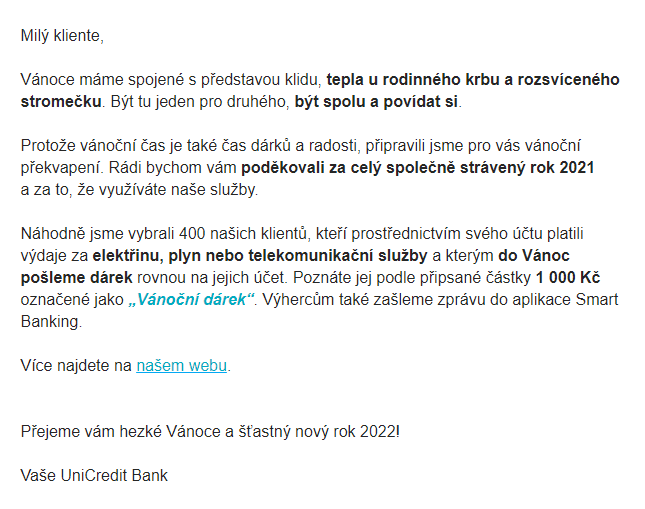 Milý kliente,
Vánoce máme spojené s představou klidu, tepla u rodinného krbu a rozsvíceného
stromečku. Být tu jeden pro druhého, být spolu a povídat si.
Protože vánoční čas je také čas dárků a radosti, připravili jsme pro vás vánoční
překvapení. Rádi bychom vám poděkovali za celý společně strávený rok 2021
a za to, že využíváte naše služby.
Náhodně jsme vybrali 400 našich klientů, kteří prostřednictvím svého účtu platili
výdaje za elektřinu, plyn nebo telekomunikační služby a kterým do Vánoc
pošleme dárek rovnou na jejich účet. Poznáte jej podle připsané částky 1 000 Kč
označené jako „Vánoční dárek“. Výhercům také zašleme zprávu do aplikace Smart
Banking.
Více najdete na našem webu.
Přejeme vám hezké Vánoce a šťastný nový rok 2022!
Vaše UniCredit Bank